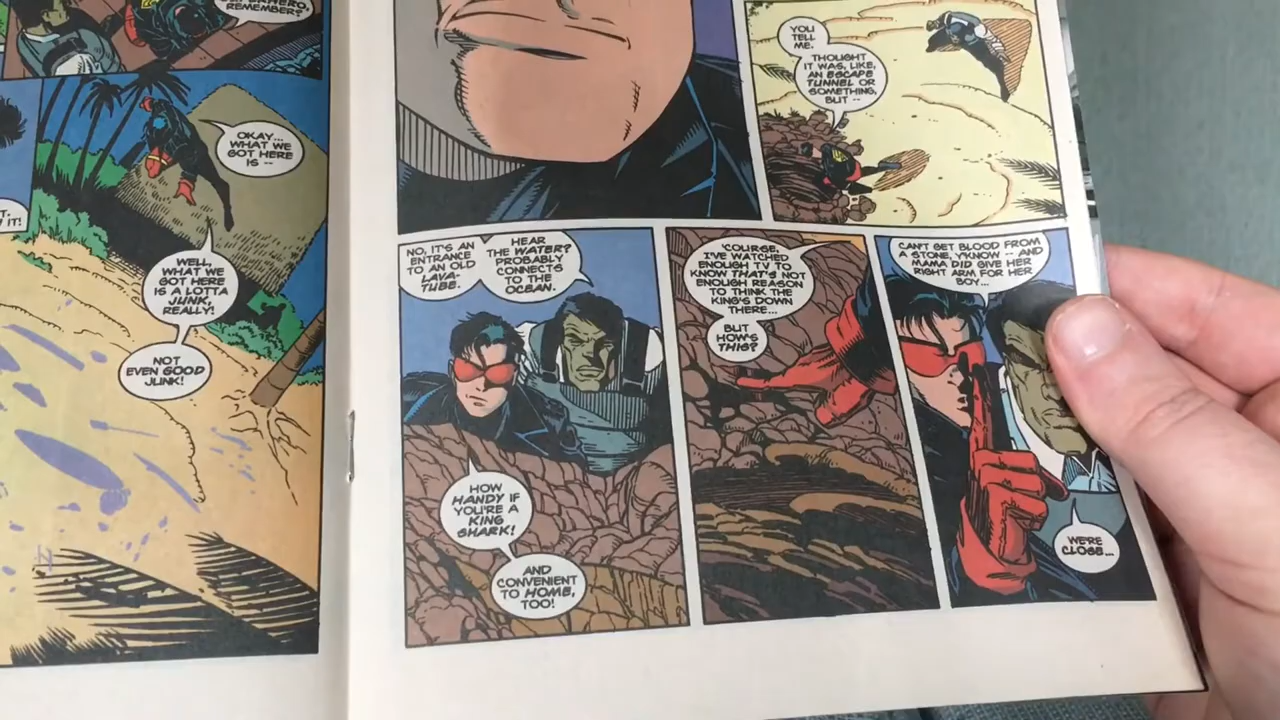 REMEMBER?
OKAY...
WHAT WE
GOT HERE
IS --
IT!
WELL,
WHAT WE
GOT HERE
IS A LOTTA
JUNK,
REALLY!
NOT
EVEN GOOD
JUNK!
YOU
TELL
ME.
THOUGHT
IT WAS, LIKE,
AN ESCAPE
TUNNEL OR
SOMETHING,
BUT --
NO, IT'S AN
ENTRANCE
TO AN OLD
LAVA-
TUBE.
HEAR
THE WATER?
PROBABLY
CONNECTS
TO THE
OCEAN.
HOW
HANDY IF
YOU'RE A
KING
SHARK!
AND
CONVENIENT
TO HOME,
TOO!
'COURSE,
I'VE WATCHED
ENOUGH TV TO
KNOW THAT'S NOT
ENOUGH REASON
TO THINK THE
KING'S DOWN
THERE...
BUT
HOW'S
THIS?
CAN'T GET BLOOD FROM
A STONE, Y'KNOW -- AND
MAMA DID GIVE HER
RIGHT ARM FOR HER
BOY...
WE'RE
CLOSE...